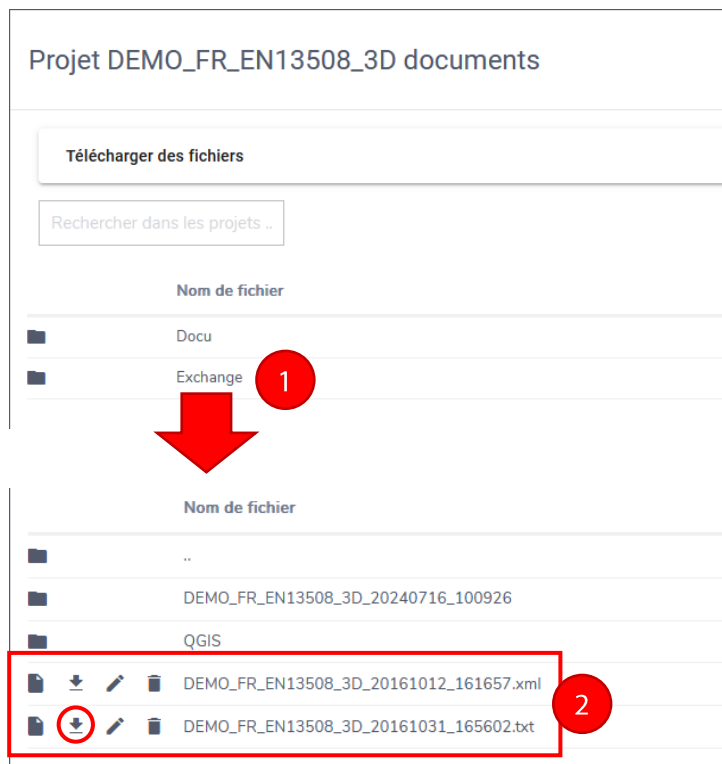 Projet DEMO_FR_EN13508_3D documents
Télécharger des fichiers
Rechercher dans les projets ..
Nom de fichier
Docu
Exchange
1
Nom de fichier
..
DEMO_FR_EN13508_3D_20240716_100926
QGIS
DEMO_FR_EN13508_3D_20161012_161657.xml
2
DEMO_FR_EN13508_3D_20161031_165602.txt